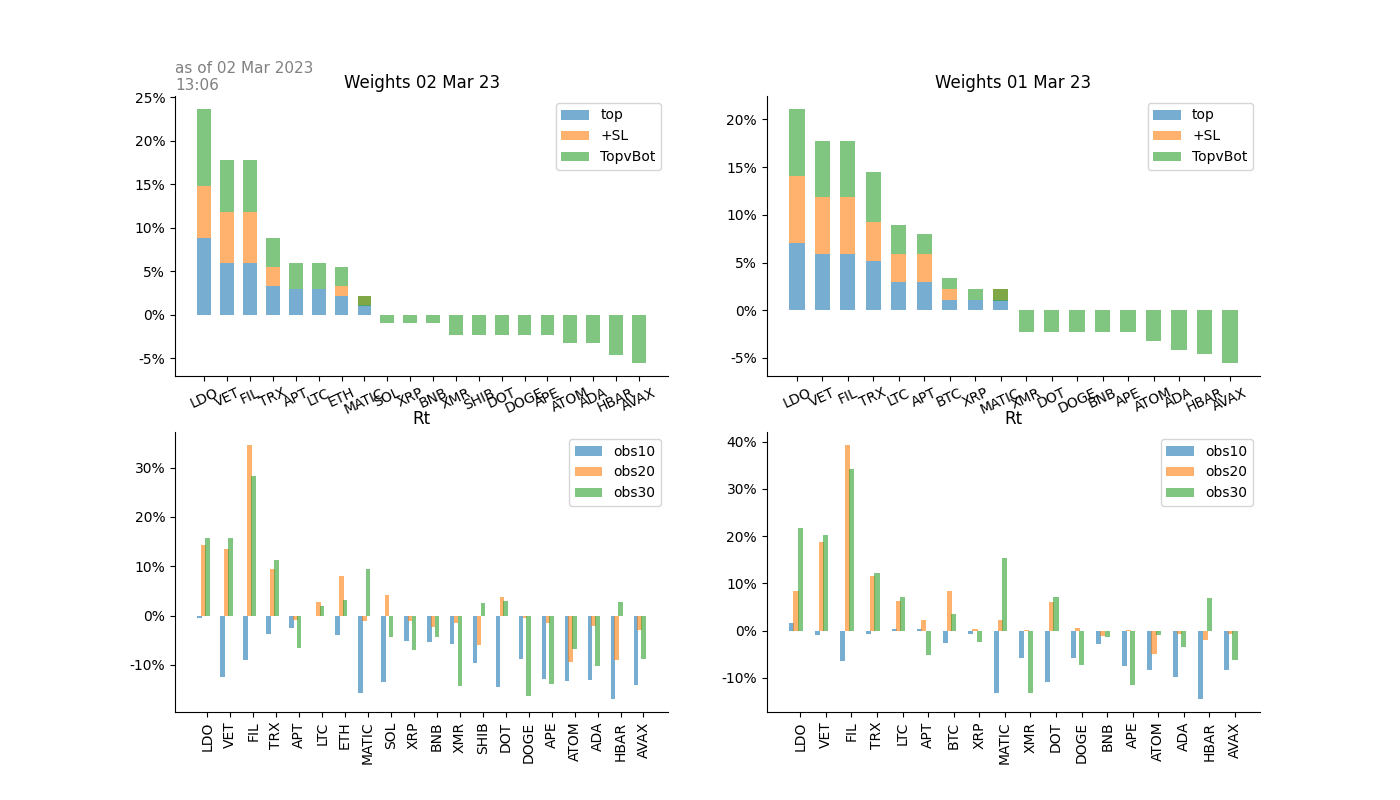 as of 02 Mar 2023
13:06
Weights 02 Mar 23
25%
20%
15%
10%
5%
0%
-5%
top
+SL
TopvBot
LDO VET FIL TRX APT LTC ETH MATIC SOL XRP BNB XMR SHIB DOT DOGE APE ATOM ADA HBAR AVAX
Weights 01 Mar 23
20%
15%
10%
5%
0%
-5%
top
+SL
TopvBot
LDO VET FIL TRX LTC APT BTC XRP MATIC XMR DOT DOGE BNB APE ATOM ADA HBAR AVAX
Rt
30%
20%
10%
0%
-10%
obs10
obs20
obs30
LDO VET FIL TRX APT LTC ETH MATIC SOL XRP BNB XMR SHIB DOT DOGE APE ATOM ADA HBAR AVAX
Rt
40%
30%
20%
10%
0%
-10%
obs10
obs20
obs30
LDO VET FIL TRX LTC APT BTC XRP MATIC XMR DOT DOGE BNB APE ATOM ADA HBAR AVAX